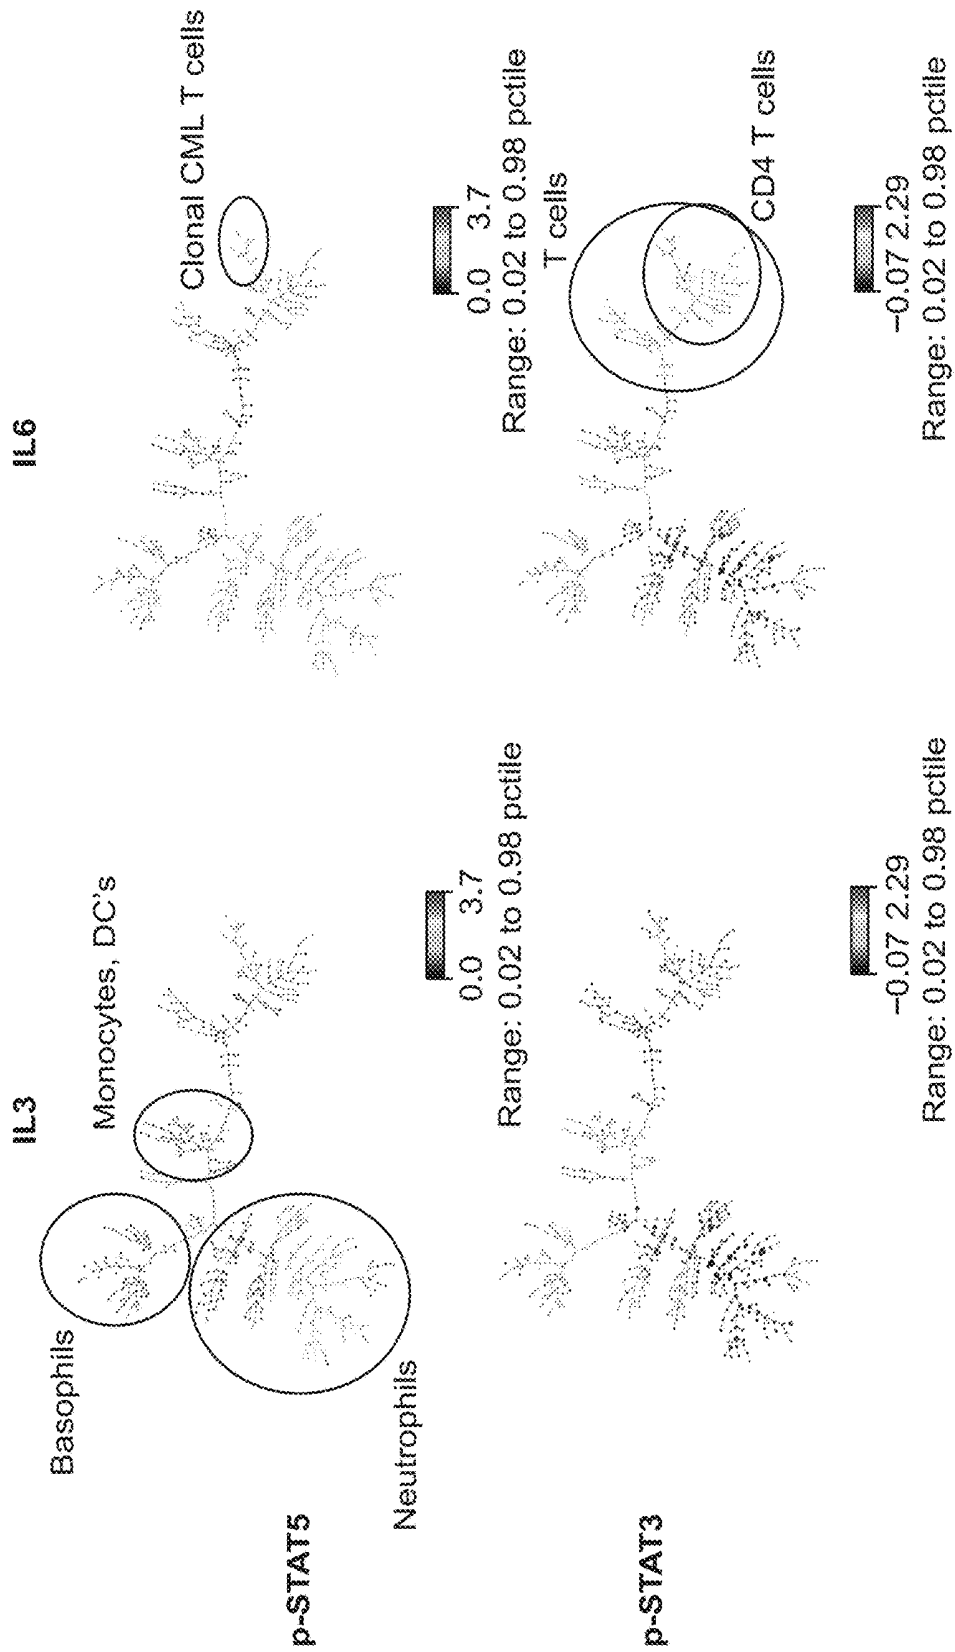 IL3
IL6
p-STAT5
Basophils
Monocytes, DC's
Neutrophils
0.0 3.7
Range: 0.02 to 0.98 pctile
Clonal CML T cells
0.0 3.7
Range: 0.02 to 0.98 pctile
p-STAT3
−0.07 2.29
Range: 0.02 to 0.98 pctile
T cells
CD4 T cells
−0.07 2.29
Range: 0.02 to 0.98 pctile